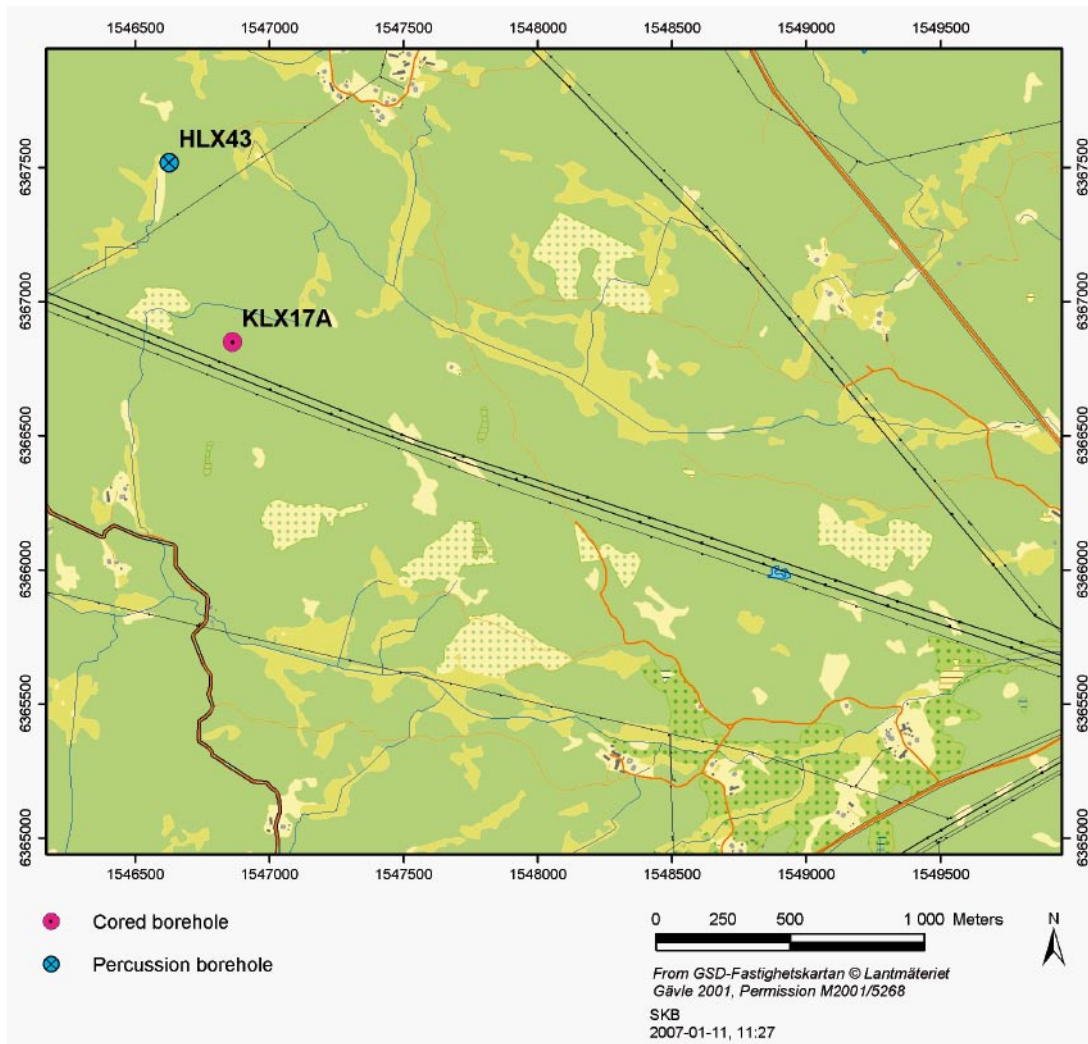 1546500 1547000 1547500 1548000 1548500 1549000 1549500
HLX43
6367500 6367500
6367000 6367000
KLX17A
6366500 6366500
6366000 6366000
6365500 6365500
6365000 6365000
1546500 1547000 1547500 1548000 1548500 1549000 1549500
Cored borehole
Percussion borehole
0 250 500 1 000 Meters
N
From GSD-Fastighetskartan © Lantmäteriet
Gävle 2001, Permission M2001/5268
SKB
2007-01-11, 11:27